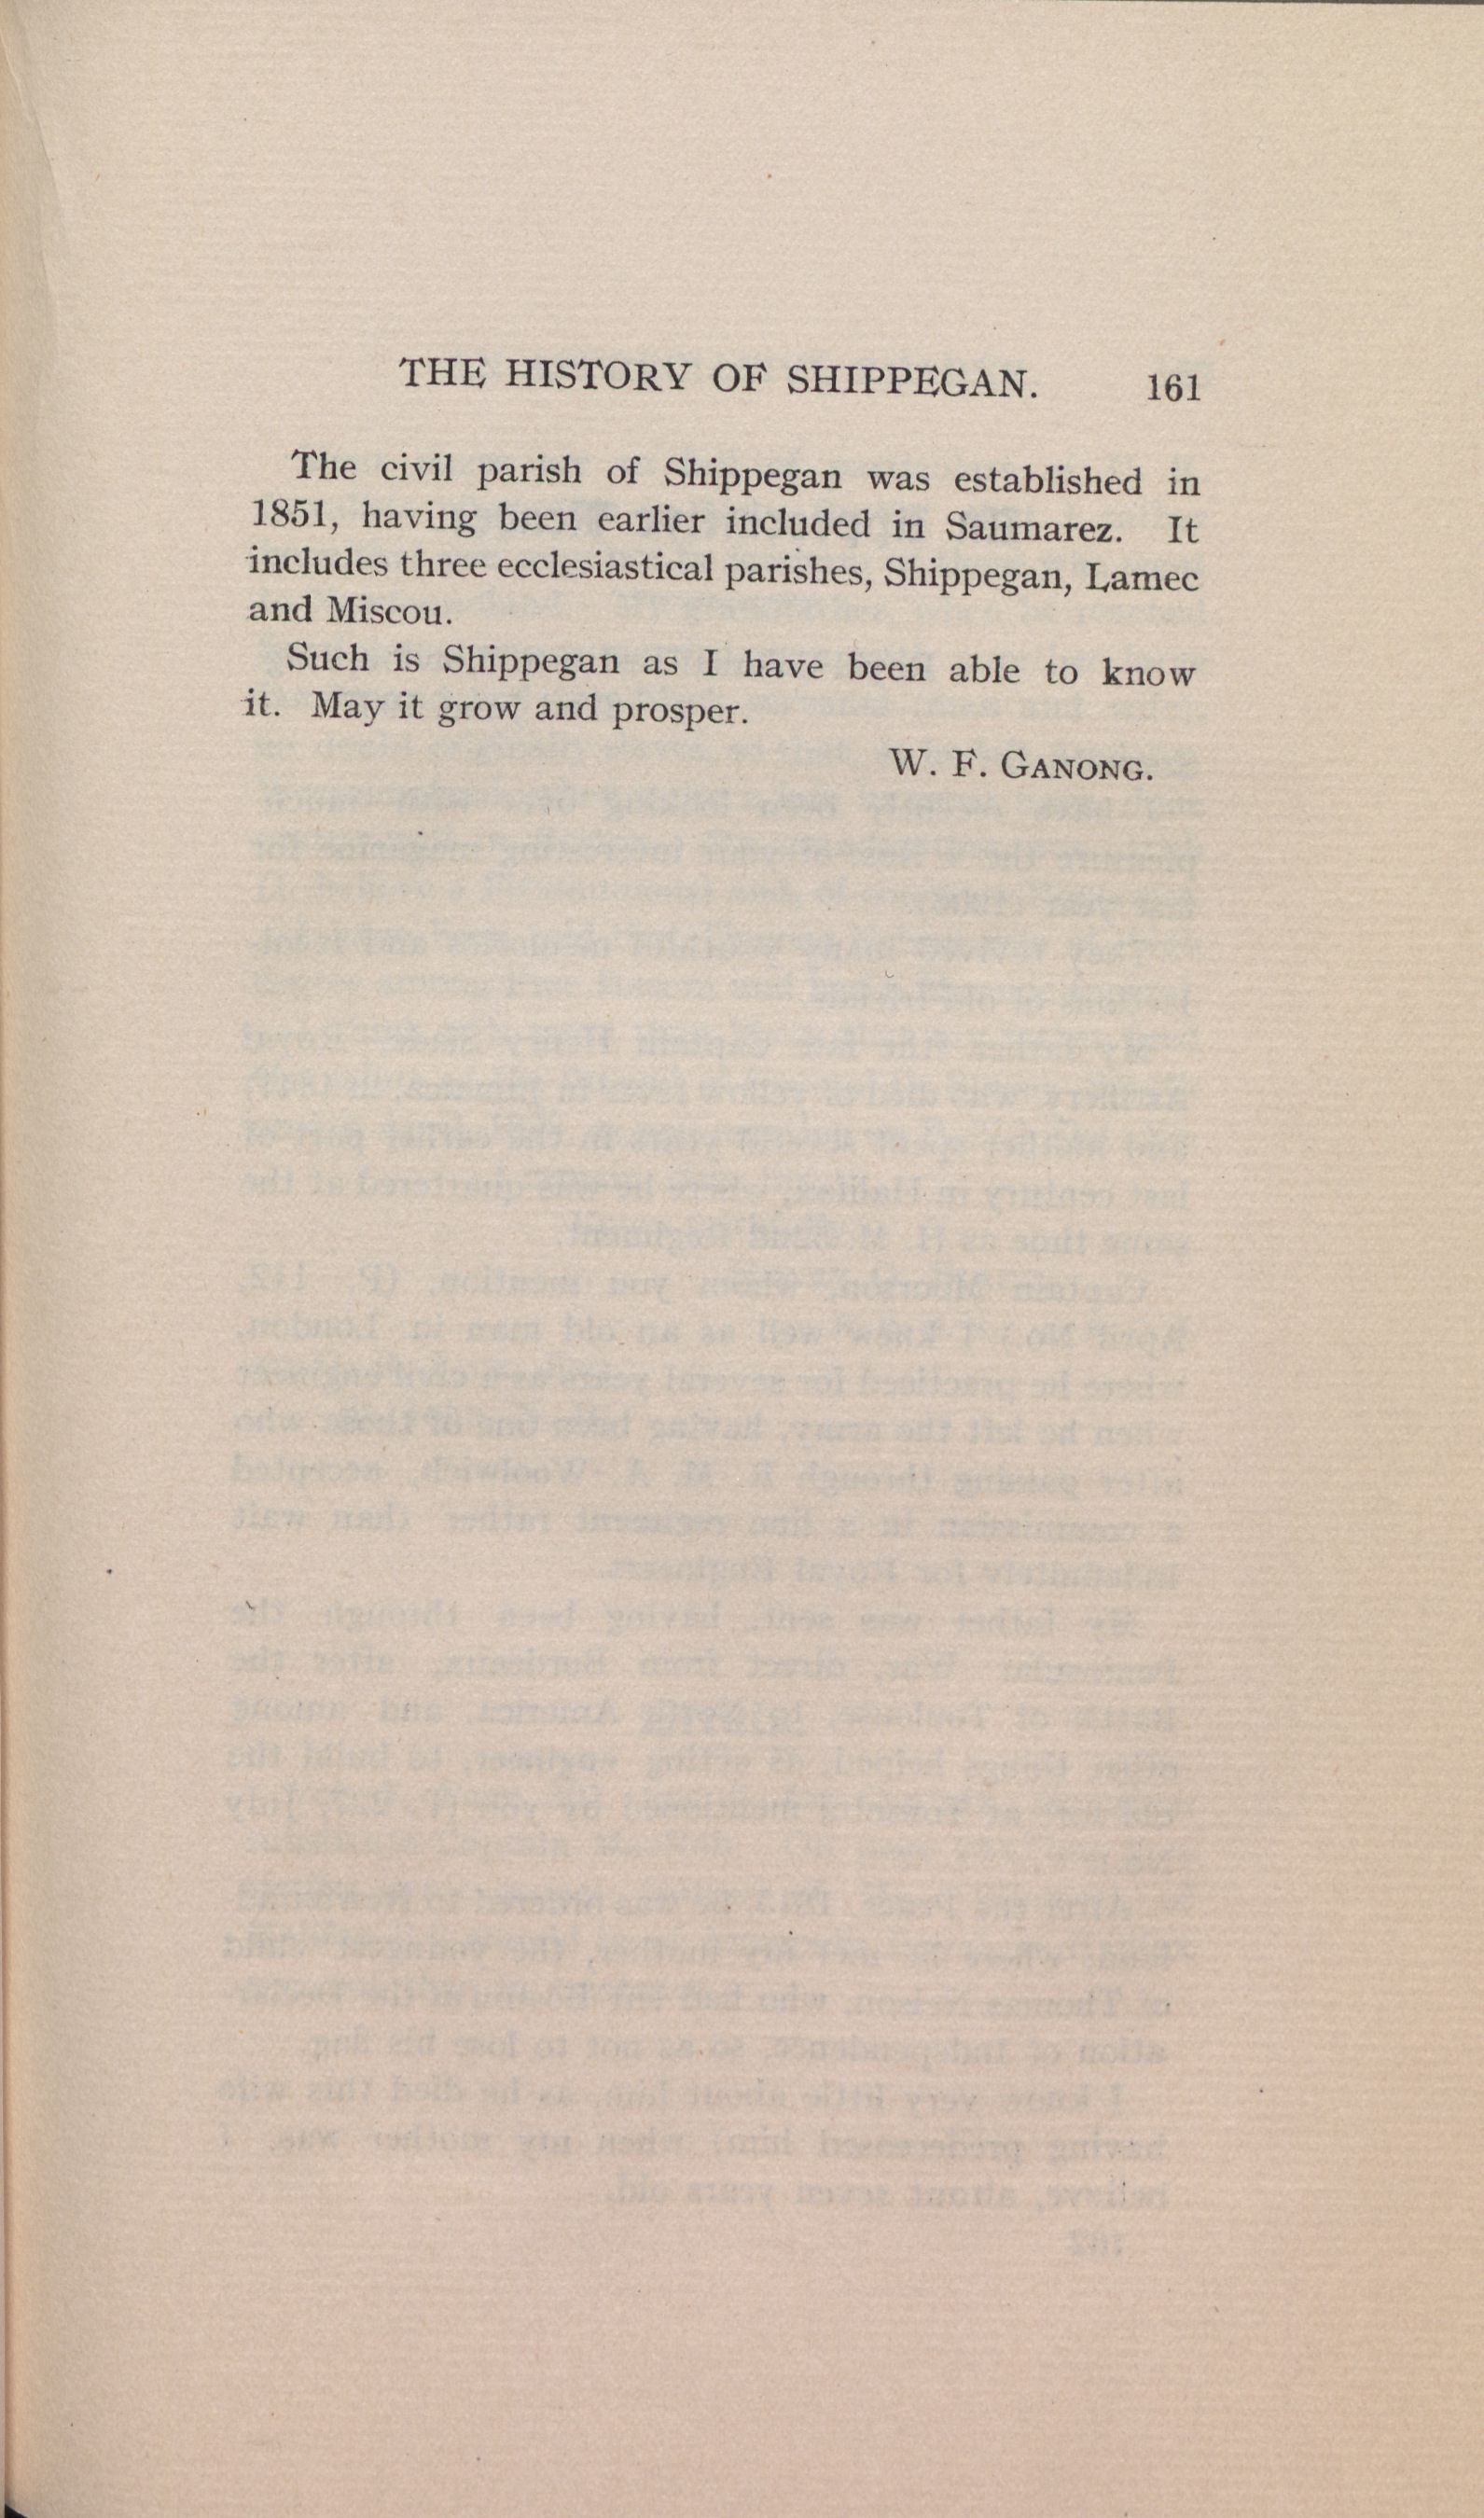 THE HISTORY OF SHIPPEGAN. 161
The civil parish of Shippegan was established in
1851, having been earlier included in Saumarez. It
includes three ecclesiastical parishes, Shippegan, Lamec
and Miscou.
Such is Shippegan as I have been able to know
it. May it grow and prosper.
W. F. GANONG.